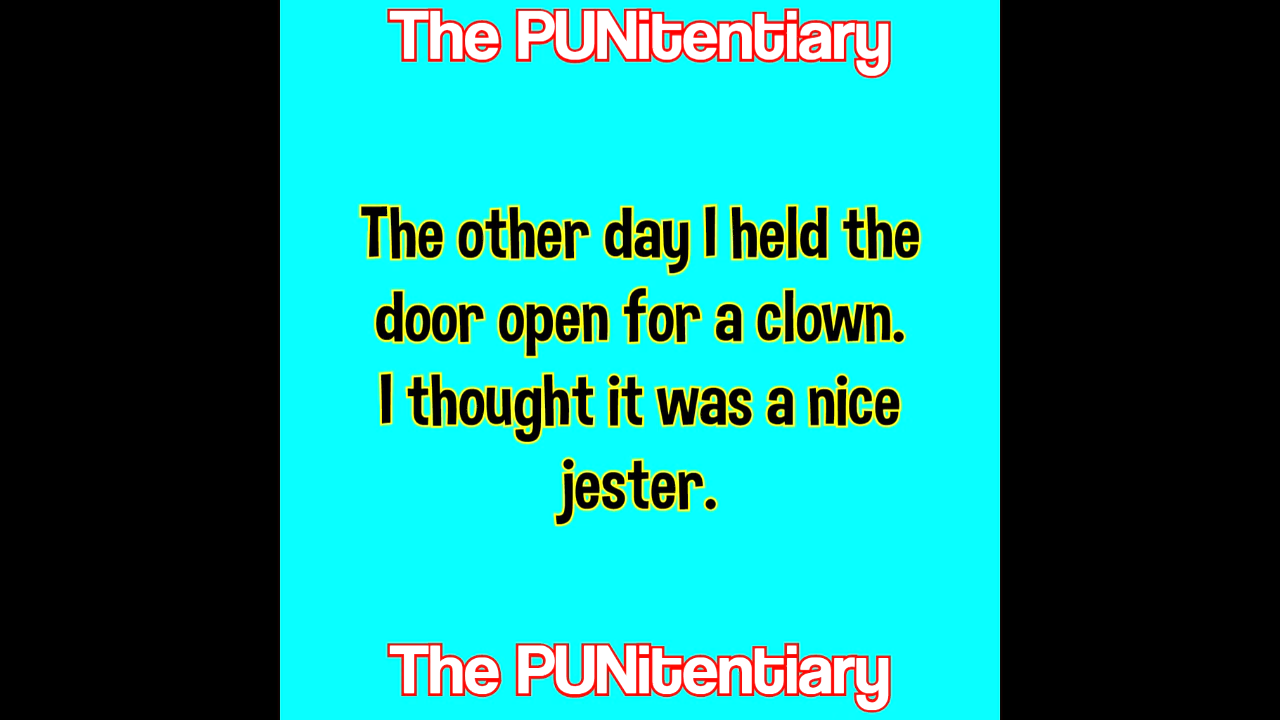 The PUNitentiary
The other day I held the
door open for a clown.
I thought it was a nice
jester.
The PUNitentiary